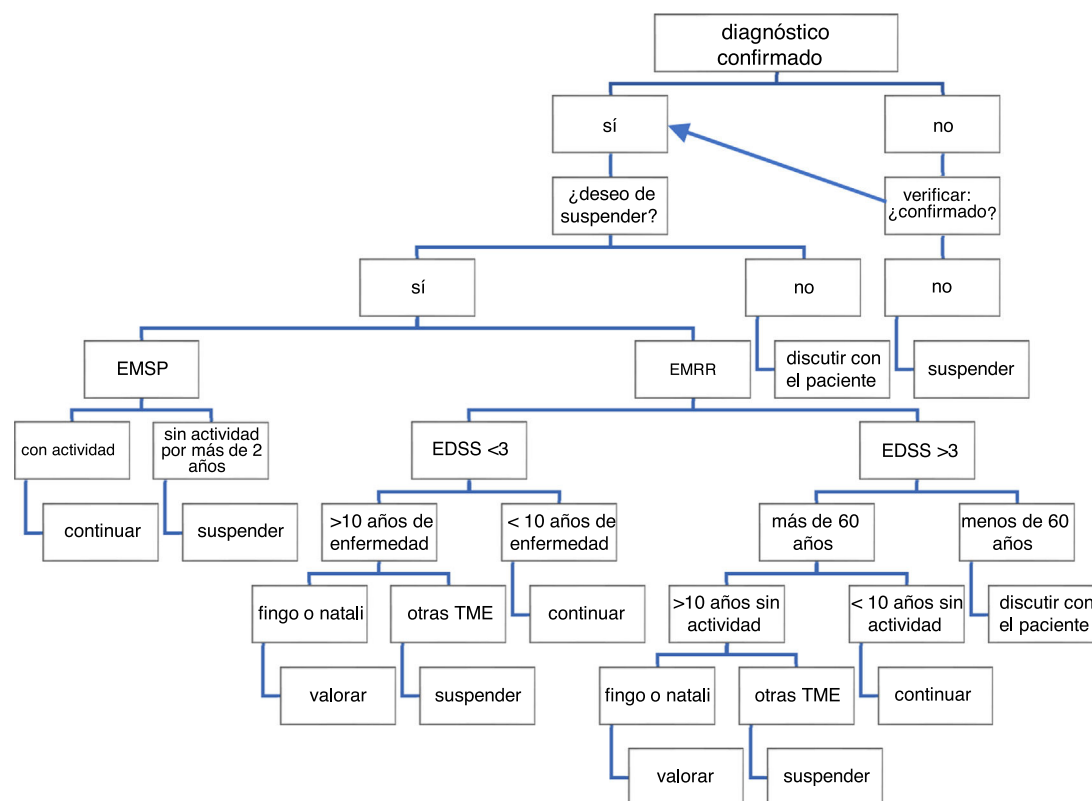 diagnóstico
confirmado
sí
no
¿deseo de
suspender?
verificar:
¿confirmado?
sí
no
no
EMSP
EMRR
discutir con
el paciente
suspender
con actividad
sin actividad
por más de 2
años
EDSS <3
EDSS >3
continuar
suspender
>10 años de
enfermedad
< 10 años de
enfermedad
más de 60
años
menos de 60
años
fingo o natali
otras TME
continuar
>10 años sin
actividad
< 10 años sin
actividad
discutir con
el paciente
valorar
suspender
fingo o natali
otras TME
continuar
valorar
suspender